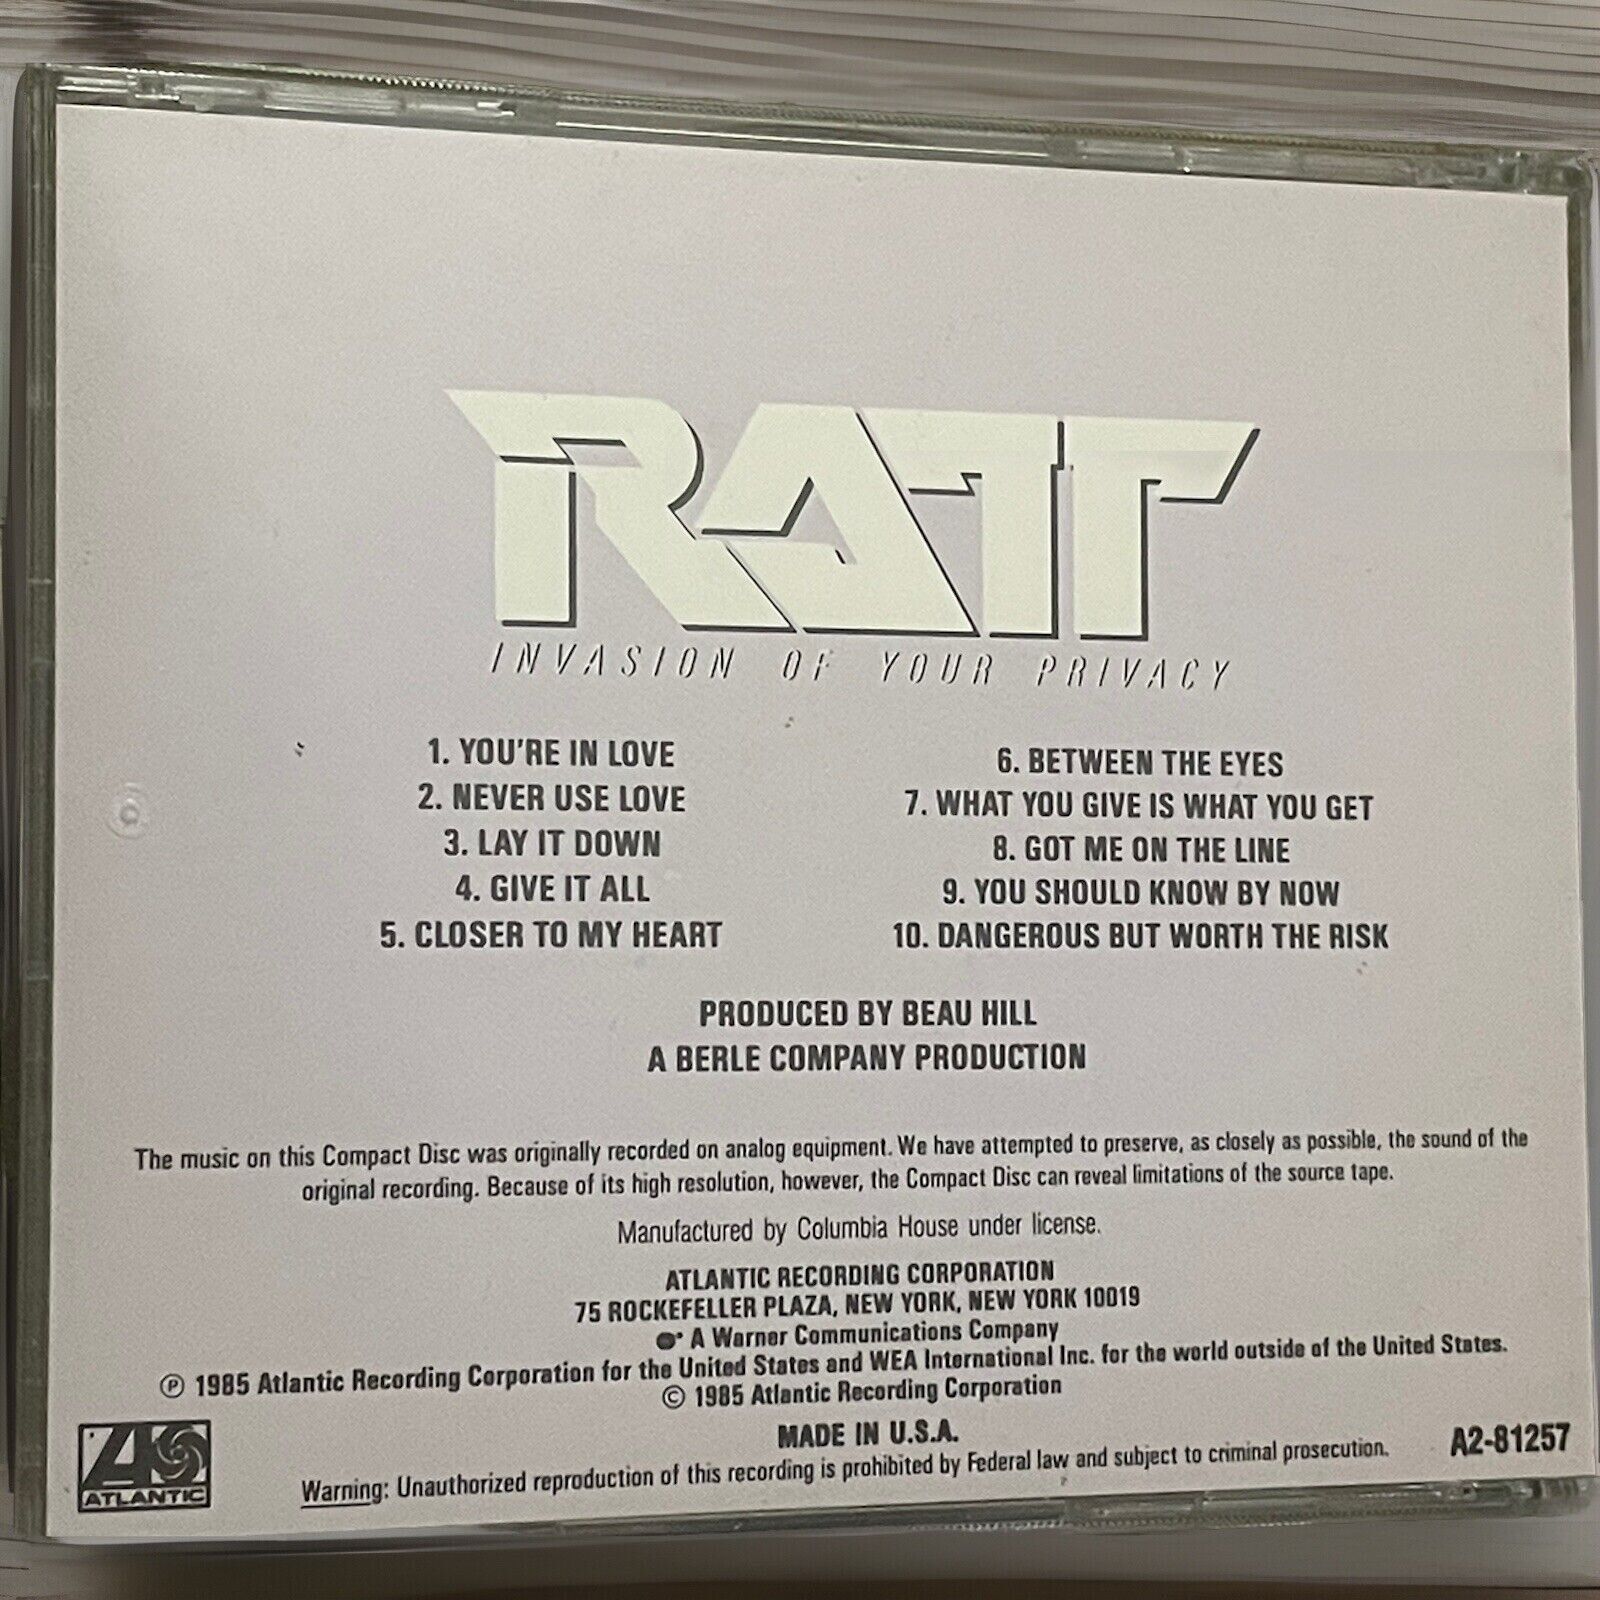 RATT
INVASION OF YOUR PRIVACY
1. YOU'RE IN LOVE
2. NEVER USE LOVE
3. LAY IT DOWN
4. GIVE IT ALL
5. CLOSER TO MY HEART
6. BETWEEN THE EYES
7. WHAT YOU GIVE IS WHAT YOU GET
8. GOT ME ON THE LINE
9. YOU SHOULD KNOW BY NOW
10. DANGEROUS BUT WORTH THE RISK
PRODUCED BY BEAU HILL
A BERLE COMPANY PRODUCTION
The music on this Compact Disc was originally recorded on analog equipment. We have attempted to preserve, as closely as possible, the sound of the
original recording. Because of its high resolution, however, the Compact Disc can reveal limitations of the source tape.
Manufactured by Columbia House under license.
ATLANTIC RECORDING CORPORATION
75 ROCKEFELLER PLAZA, NEW YORK, NEW YORK 10019
A Warner Communications Company
℗ 1985 Atlantic Recording Corporation for the United States and WEA International Inc. for the world outside of the United States.
© 1985 Atlantic Recording Corporation
MADE IN U.S.A.
Warning: Unauthorized reproduction of this recording is prohibited by Federal law and subject to criminal prosecution.
A2-81257
ATLANTIC